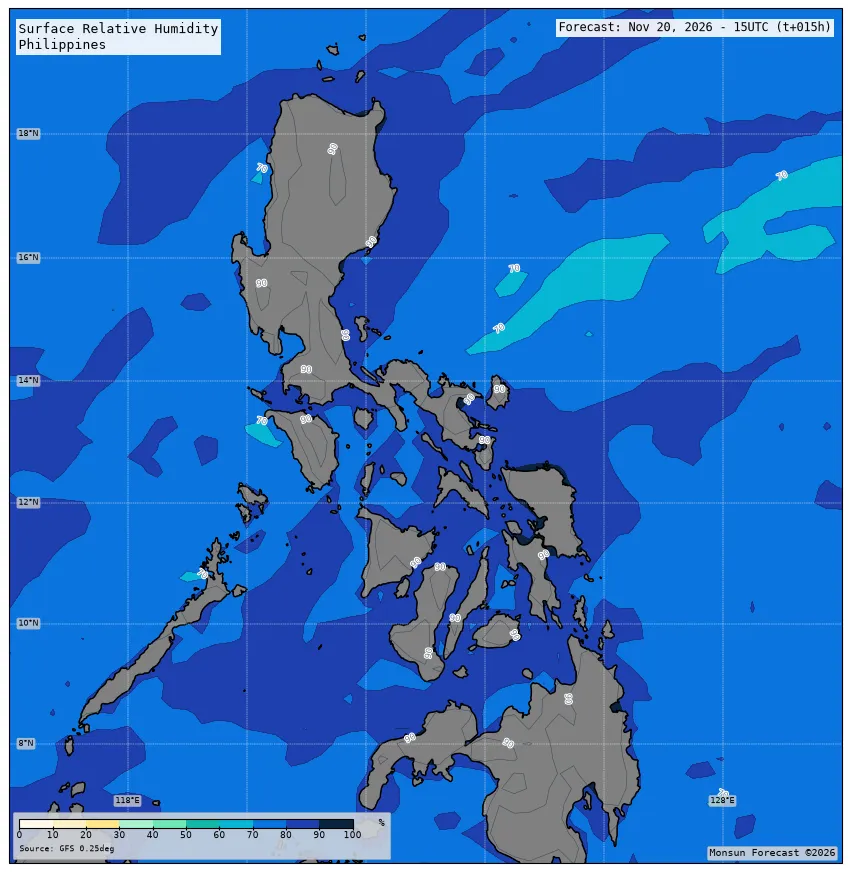 Surface Relative Humidity
Philippines
Forecast: Nov 20, 2026 - 15UTC (t+015h)
18°N
90
70
70
90
16°N
70
90
70
90
14°N
90
90
90
70
90
90
12°N
90
90
90
70
10°N
90
90
90
90
8°N
90
90
118°E
128°E
0 10 20 30 40 50 60 70 80 90 100 %
Source: GFS 0.25deg
Monsun Forecast ©2026